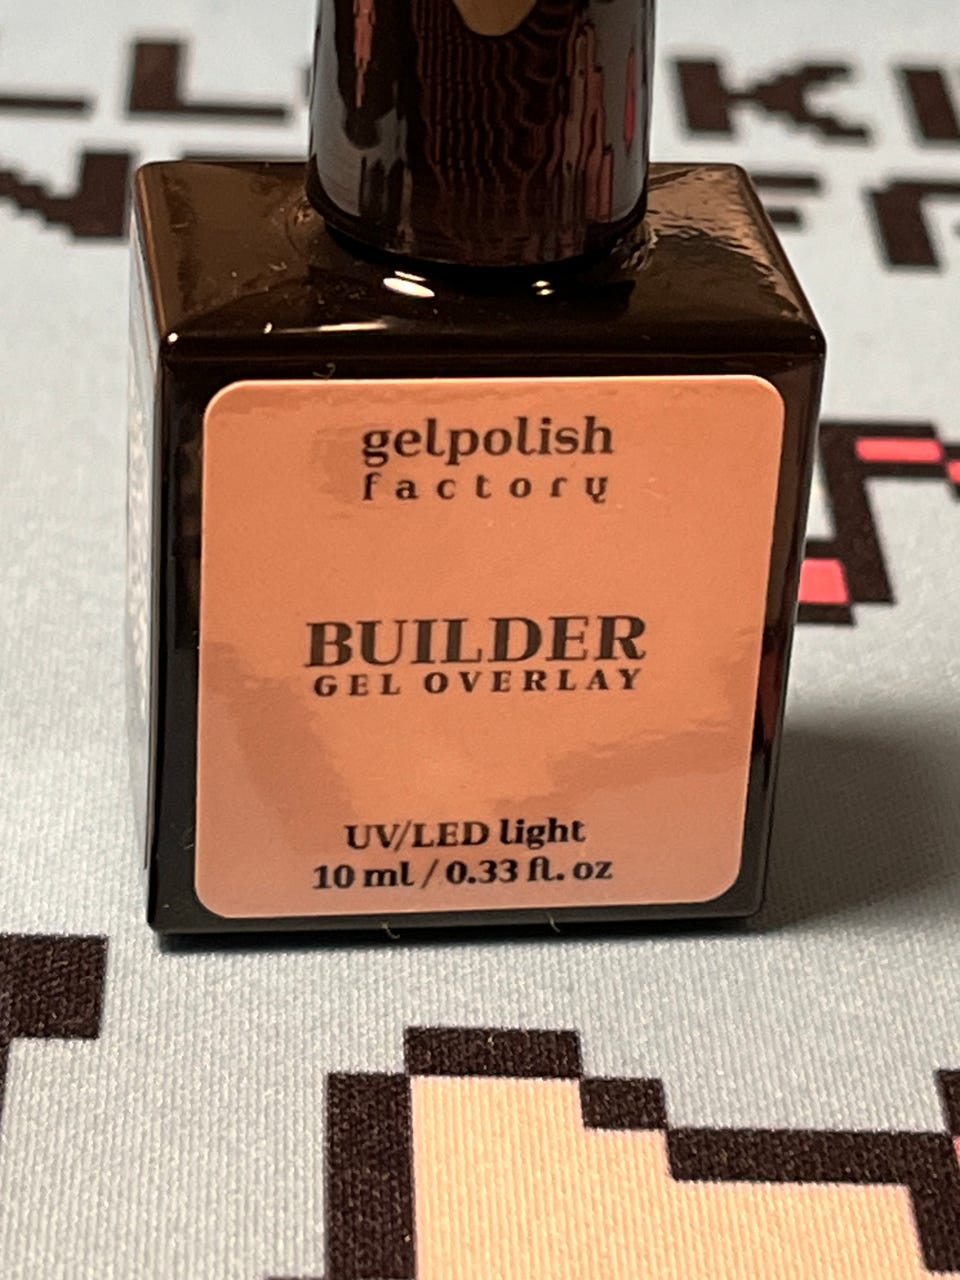 gelpolish
factory
BUILDER
GEL OVERLAY
UV/LED light
10 ml / 0.33 fl. oz